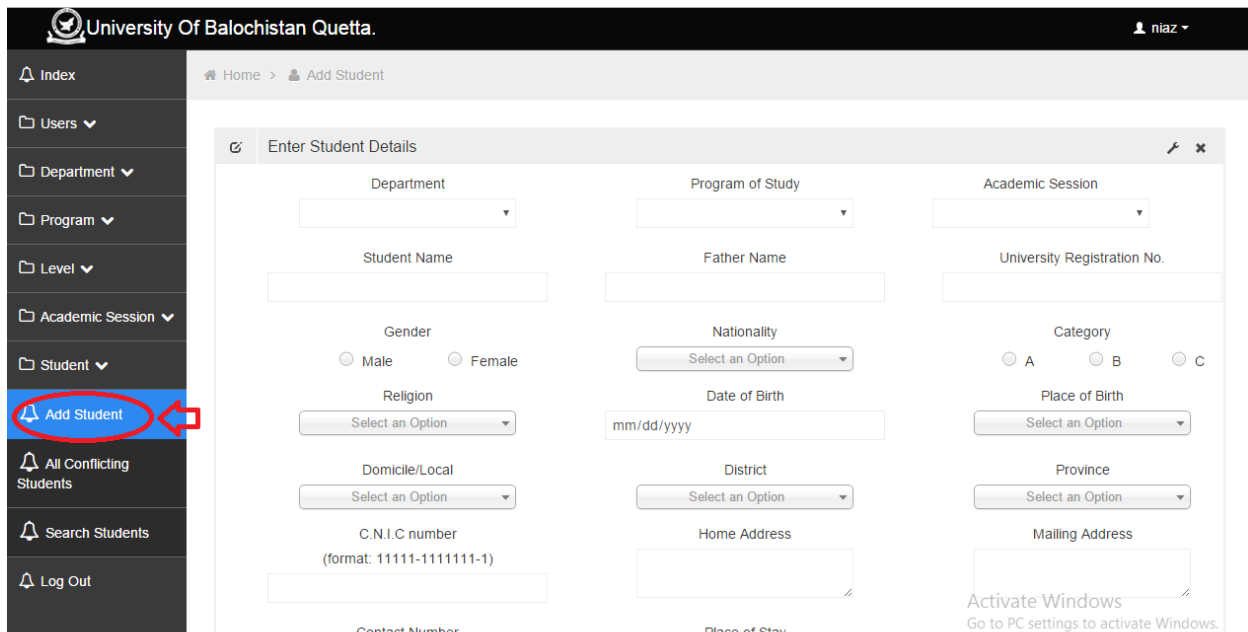 University Of Balochistan Quetta.
niaz
Index
Home > Add Student
Users
Department
Program
Level
Academic Session
Student
Add Student
All Conflicting
Students
Search Students
Log Out
Enter Student Details
Department Program of Study Academic Session
Student Name Father Name University Registration No.
Gender Nationality Category
Male Female Select an Option A B C
Religion Date of Birth Place of Birth
Select an Option mm/dd/yyyy Select an Option
Domicile/Local District Province
Select an Option Select an Option Select an Option
C.N.I.C number Home Address Mailing Address
(format: 11111-1111111-1)
Contact Number Place of Stay
Activate Windows
Go to PC settings to activate Windows.